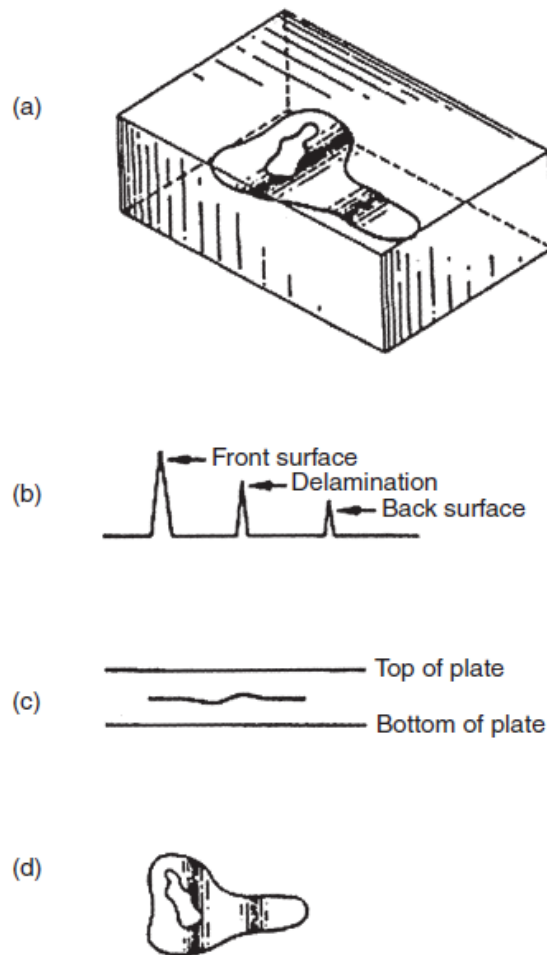 (a)
(b)
Front surface
Delamination
Back surface
(c)
Top of plate
Bottom of plate
(d)